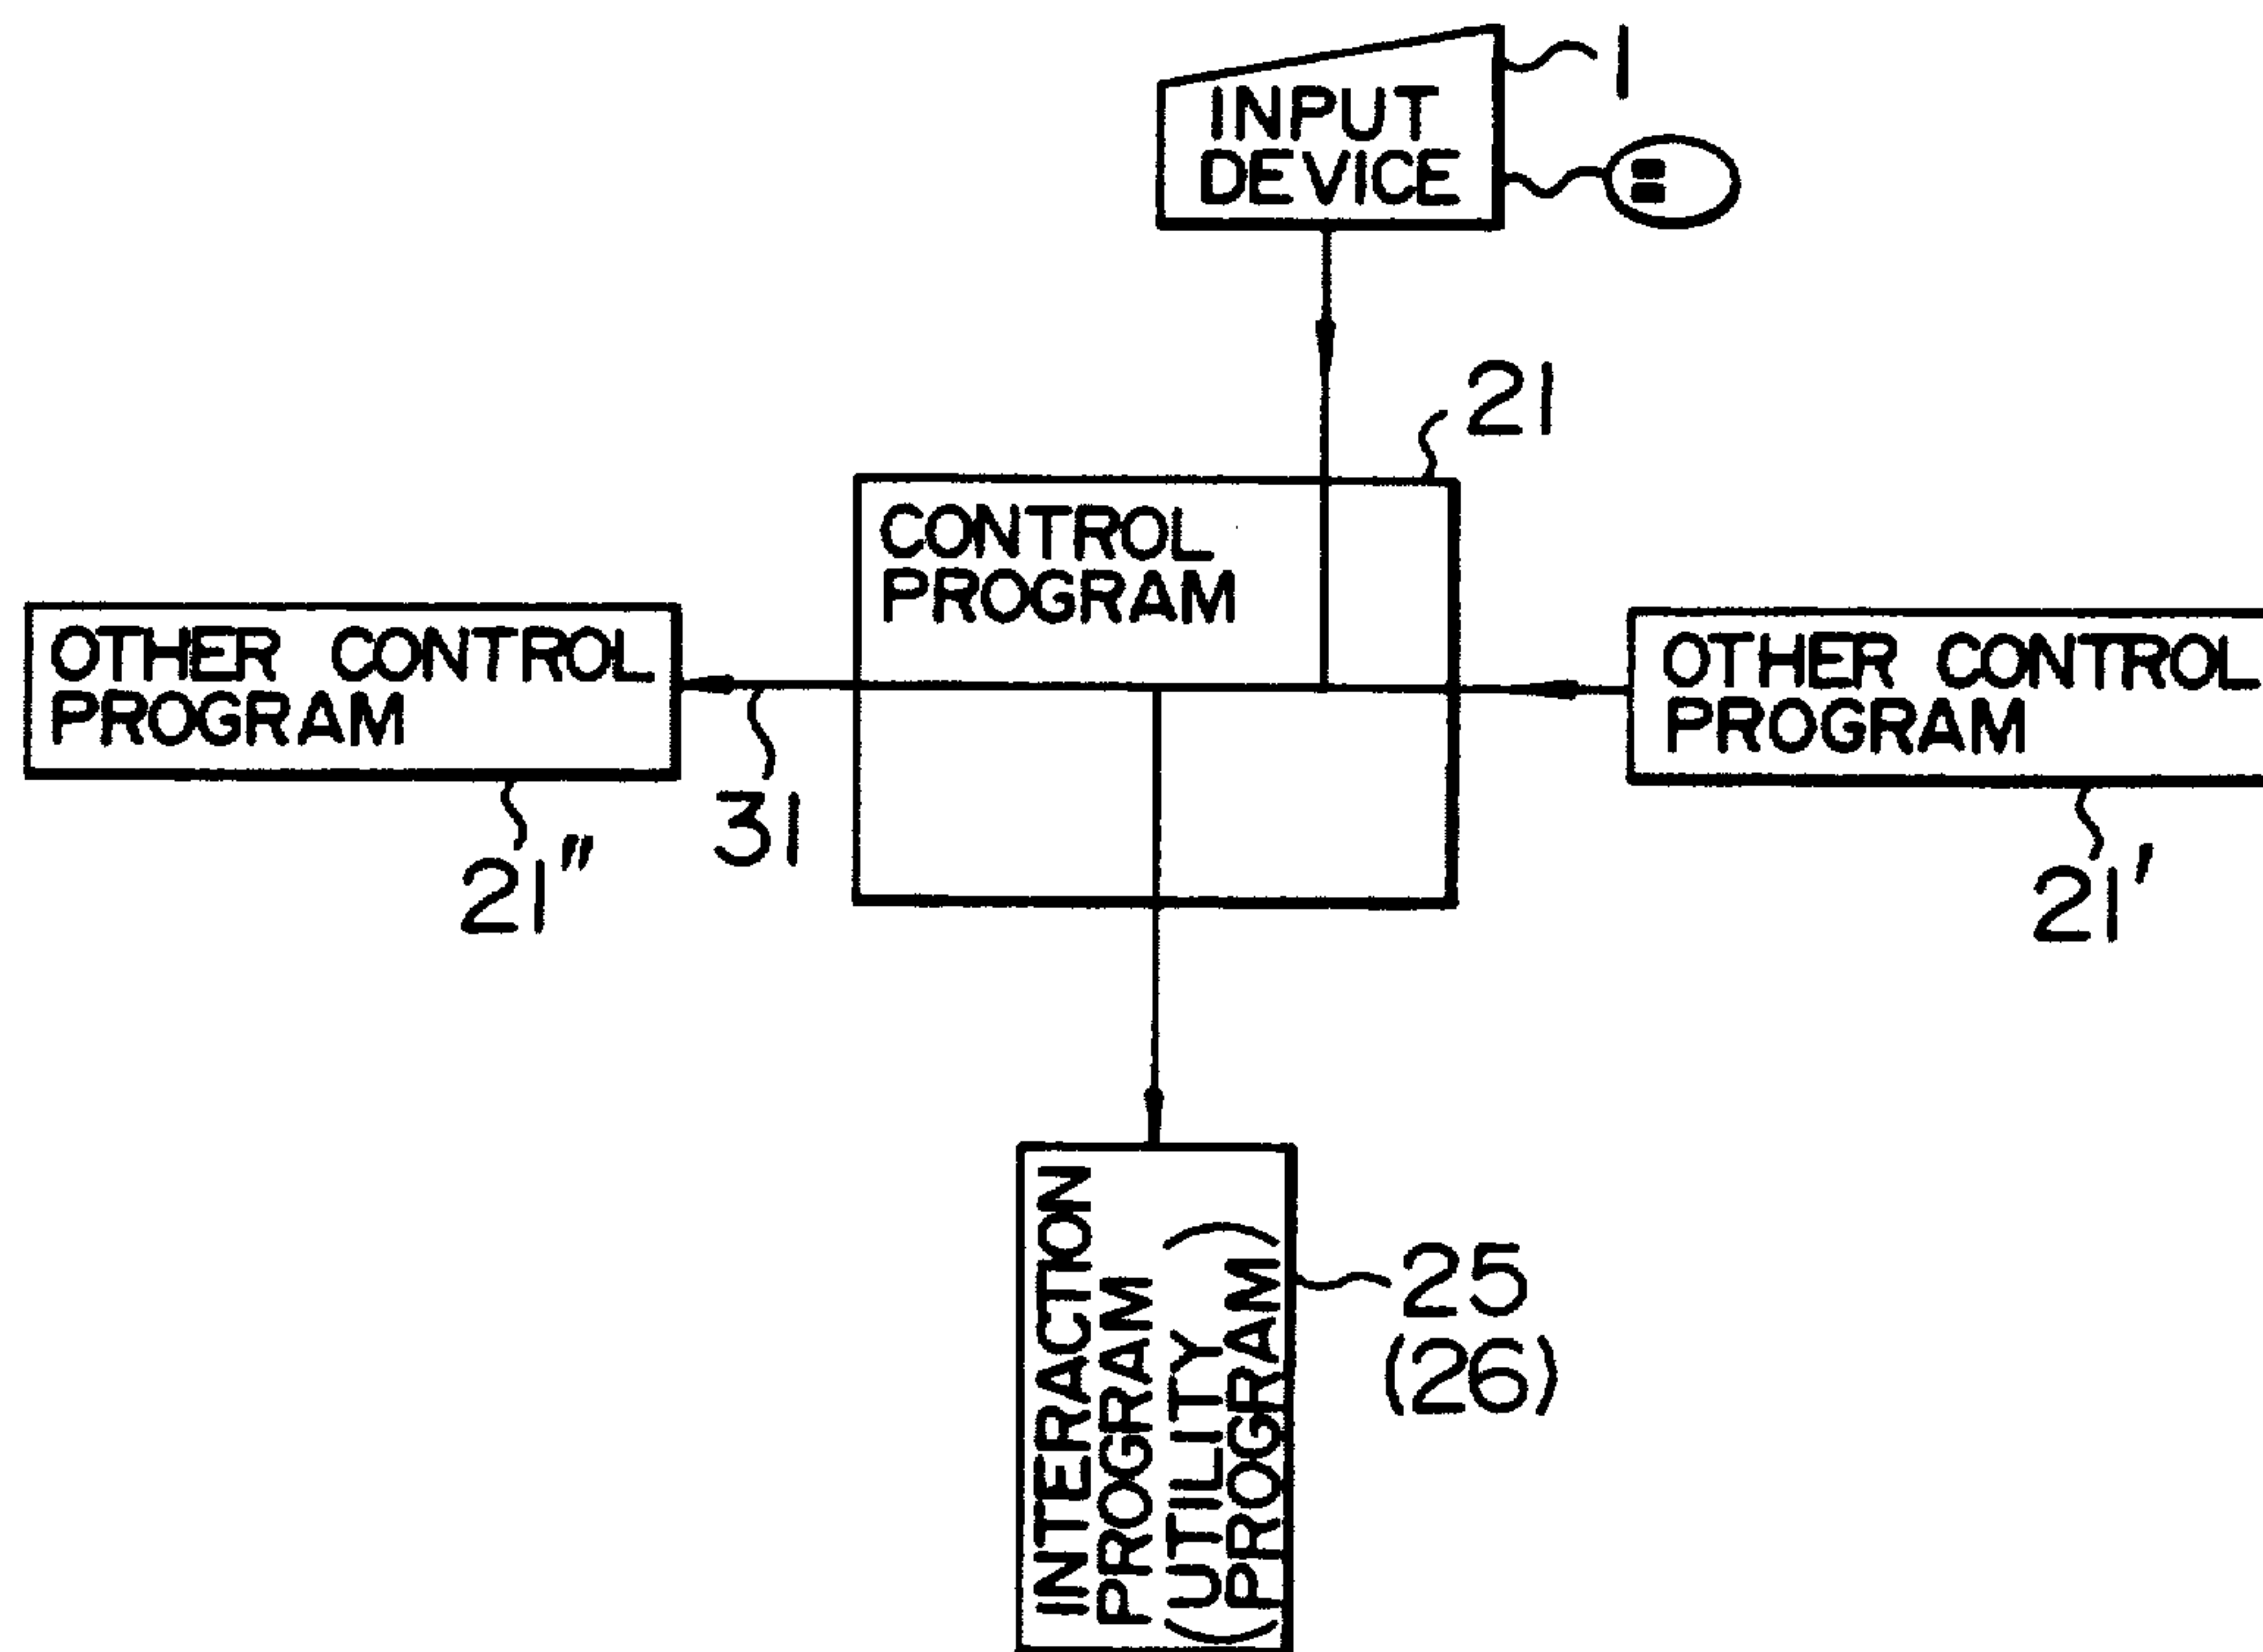 INPUT
DEVICE
1
21
CONTROL
PROGRAM
OTHER CONTROL
PROGRAM
21"
31
OTHER CONTROL
PROGRAM
21'
INTERACTION
PROGRAM
(UTILITY
PROGRAM)
25
(26)